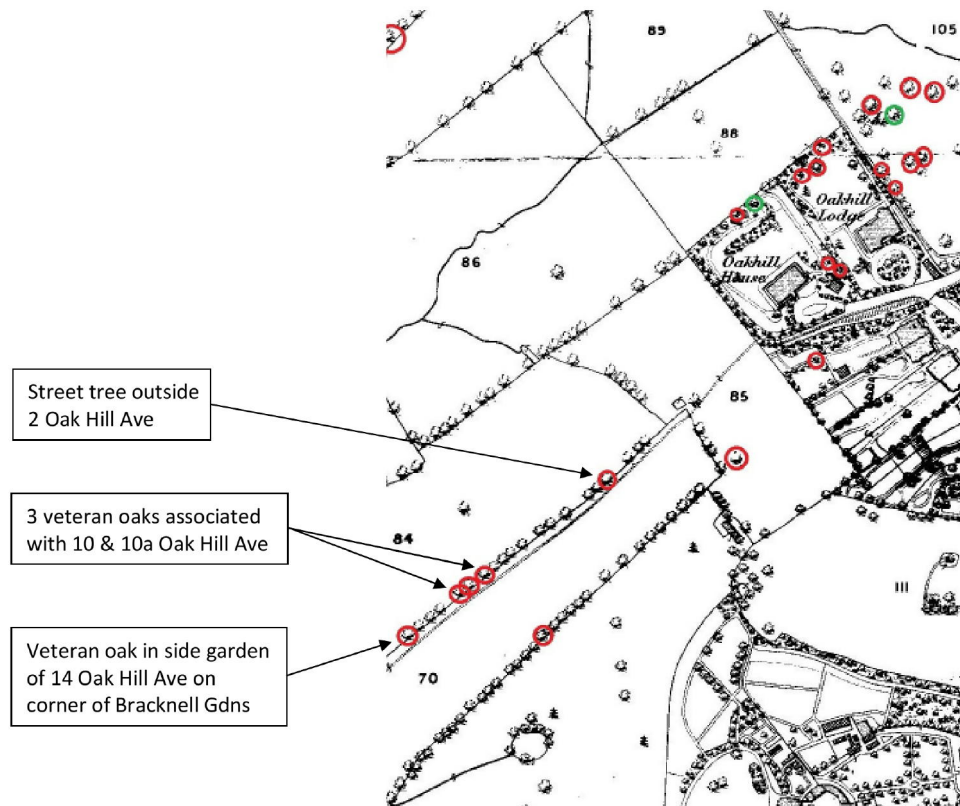 89
105
88
Oakhill
Lodge
86
Oakhill
House
Street tree outside
2 Oak Hill Ave
85
3 veteran oaks associated
with 10 & 10a Oak Hill Ave
84
111
Veteran oak in side garden
of 14 Oak Hill Ave on
corner of Bracknell Gdns
70